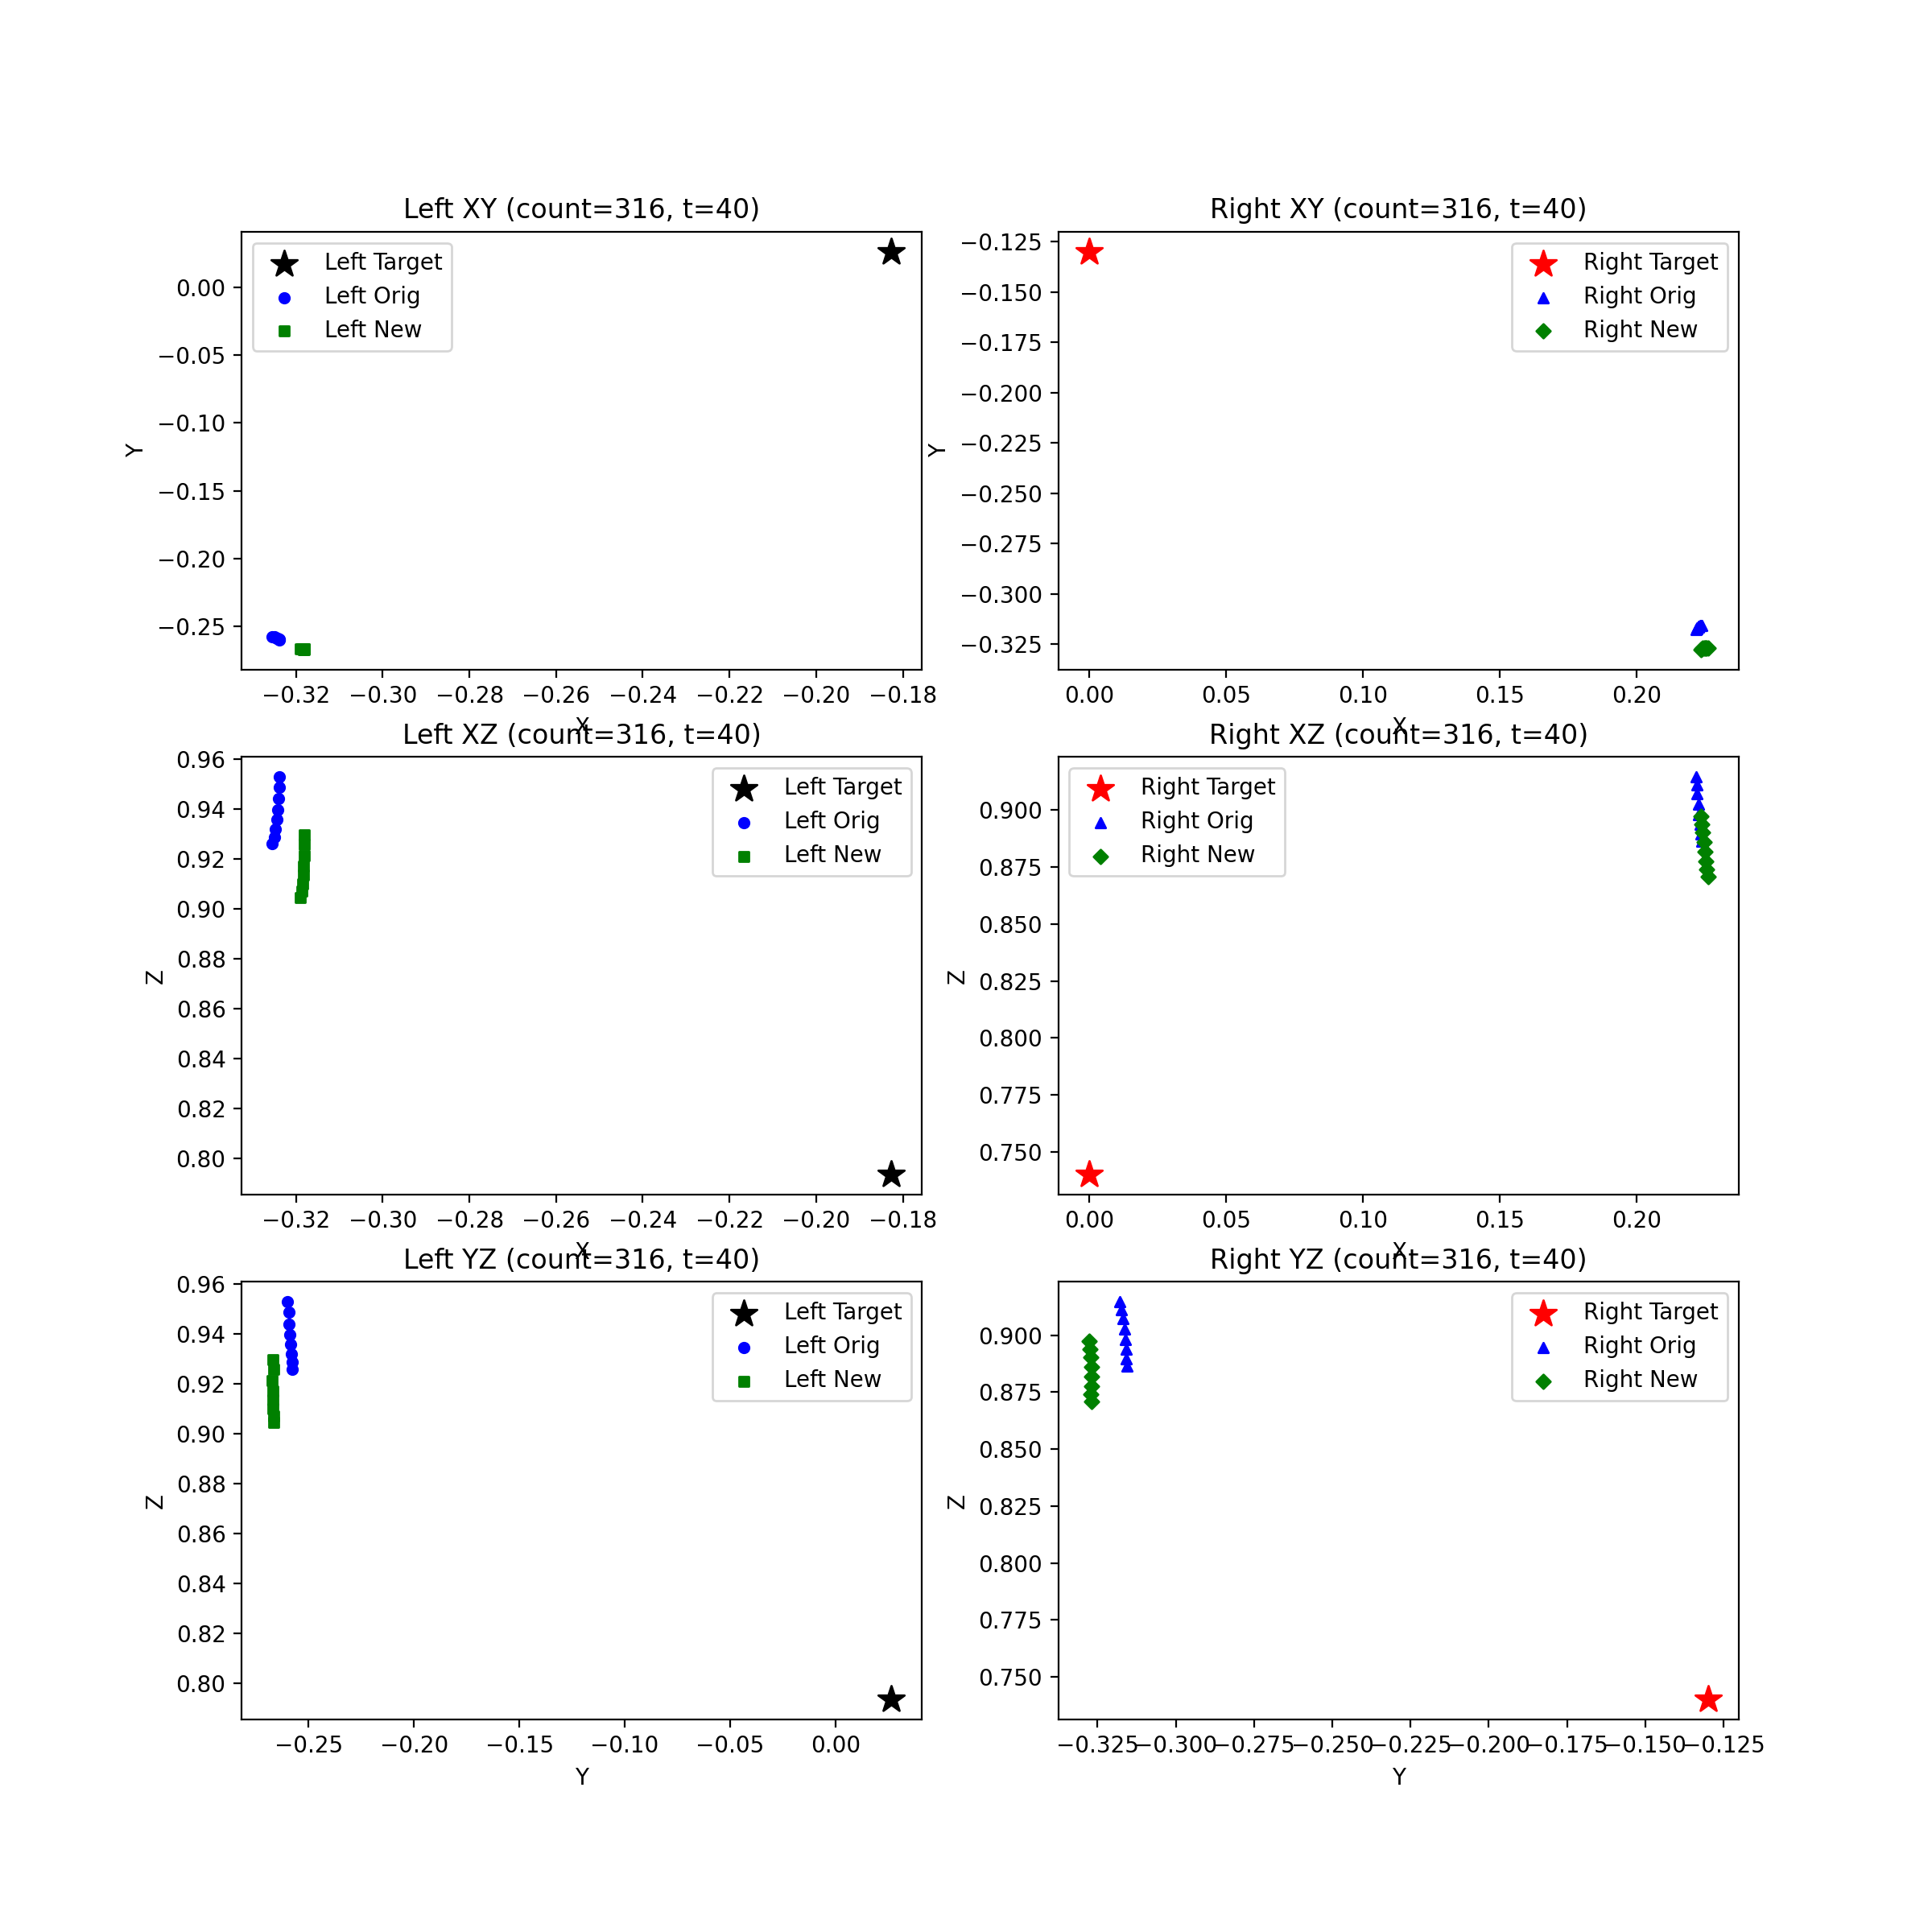 Left XY (count=316, t=40)
Left Target
Left Orig
Left New
0.00
−0.05
−0.10
−0.15
−0.20
−0.25
Y
−0.32 −0.30 −0.28 −0.26 −0.24 −0.22 −0.20 −0.18
X
Right XY (count=316, t=40)
Right Target
Right Orig
Right New
−0.125
−0.150
−0.175
−0.200
−0.225
−0.250
−0.275
−0.300
−0.325
Y
0.00 0.05 0.10 0.15 0.20
X
Left XZ (count=316, t=40)
Left Target
Left Orig
Left New
0.96
0.94
0.92
0.90
0.88
0.86
0.84
0.82
0.80
Z
−0.32 −0.30 −0.28 −0.26 −0.24 −0.22 −0.20 −0.18
X
Right XZ (count=316, t=40)
Right Target
Right Orig
Right New
0.900
0.875
0.850
0.825
0.800
0.775
0.750
Z
0.00 0.05 0.10 0.15 0.20
X
Left YZ (count=316, t=40)
Left Target
Left Orig
Left New
0.96
0.94
0.92
0.90
0.88
0.86
0.84
0.82
0.80
Z
−0.25 −0.20 −0.15 −0.10 −0.05 0.00
Y
Right YZ (count=316, t=40)
Right Target
Right Orig
Right New
0.900
0.875
0.850
0.825
0.800
0.775
0.750
Z
−0.325 −0.300 −0.275 −0.250 −0.225 −0.200 −0.175 −0.150 −0.125
Y